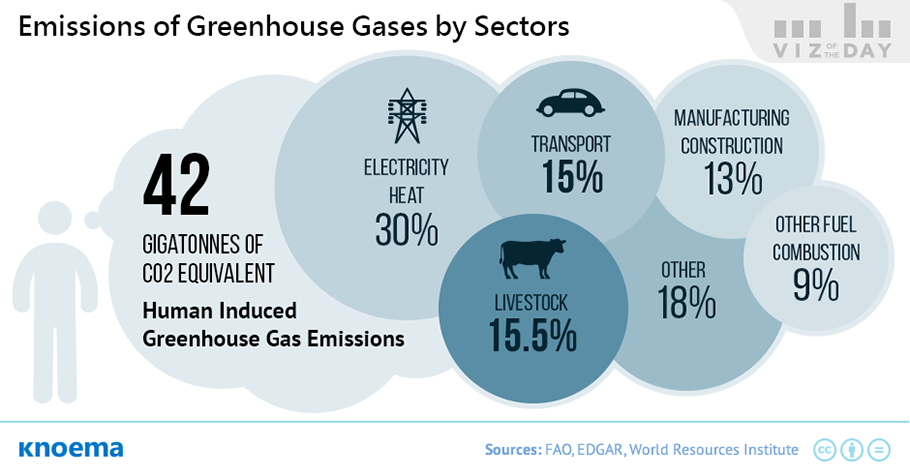 Emissions of Greenhouse Gases by Sectors
VIZ OF THE DAY
42
GIGATONNES OF
CO2 EQUIVALENT
Human Induced
Greenhouse Gas Emissions
ELECTRICITY
HEAT
30%
TRANSPORT
15%
MANUFACTURING
CONSTRUCTION
13%
LIVESTOCK
15.5%
OTHER
18%
OTHER FUEL
COMBUSTION
9%
knoema
Sources: FAO, EDGAR, World Resources Institute
cc